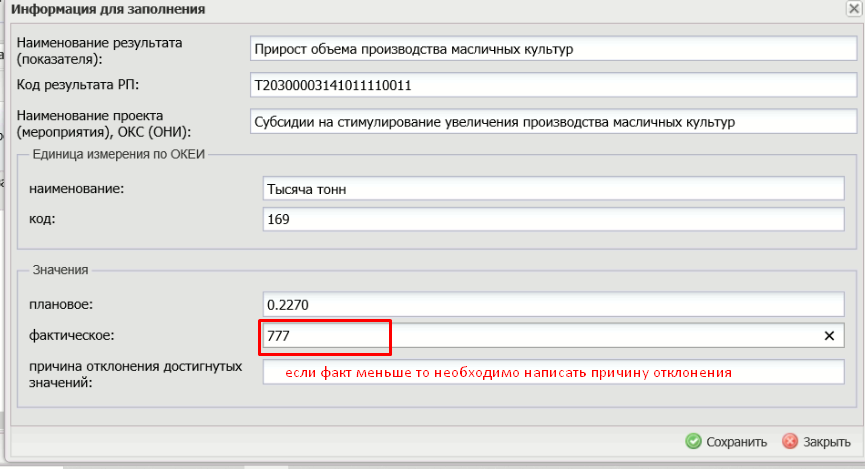 Информация для заполнения
Наименование результата
(показателя):
Прирост объема производства масличных культур
Код результата РП:
T20300003141011110011
Наименование проекта
(мероприятия), ОКС (ОНИ):
Субсидии на стимулирование увеличения производства масличных культур
Единица измерения по ОКЕИ
наименование:
Тысяча тонн
код:
169
Значения
плановое:
0.2270
фактическое:
777
причина отклонения достигнутых
значений:
если факт меньше то необходимо написать причину отклонения
Сохранить
Закрыть